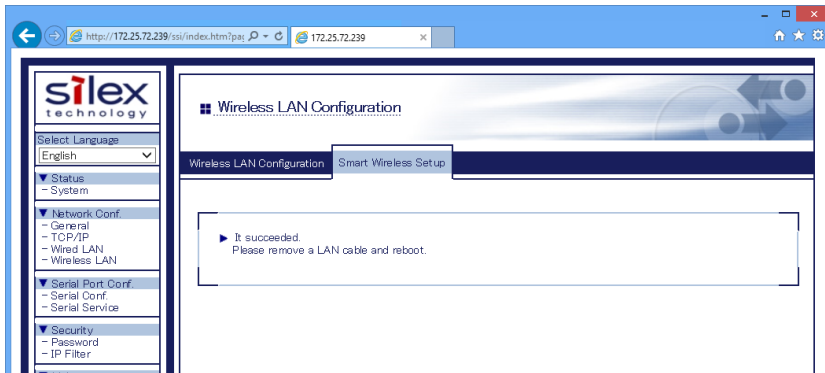 http://172.25.72.239/ssi/index.htm?pa
172.25.72.239
silex
technology
Select Language
English
Status
- System
Network Conf.
- General
- TCP/IP
- Wired LAN
- Wireless LAN
Serial Port Conf.
- Serial Conf.
- Serial Service
Security
- Password
- IP Filter
Wireless LAN Configuration
Wireless LAN Configuration Smart Wireless Setup
It succeeded.
Please remove a LAN cable and reboot.